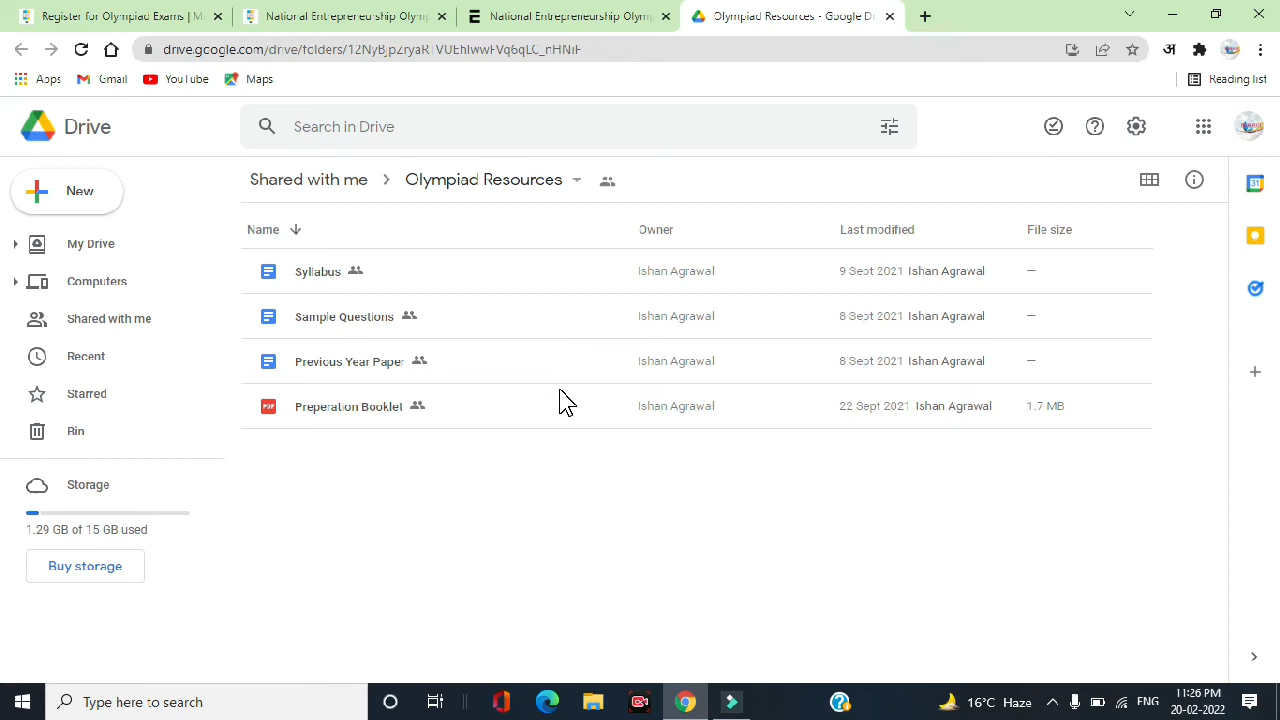 Register for Olympiad Exams | Ma
National Entrepreneurship Olymp
National Entrepreneurship Olymp
Olympiad Resources - Google Dr
Apps
Gmail
YouTube
Maps
अ
Reading list
Drive
Search in Drive
New
Shared with me > Olympiad Resources
31
Name
Owner
Last modified
File size
My Drive
Syllabus
Ishan Agrawal
9 Sept 2021 Ishan Agrawal
—
Computers
Sample Questions
Ishan Agrawal
8 Sept 2021 Ishan Agrawal
—
Shared with me
Recent
Previous Year Paper
Ishan Agrawal
8 Sept 2021 Ishan Agrawal
—
Starred
PDF
Preperation Booklet
Ishan Agrawal
22 Sept 2021 Ishan Agrawal
1.7 MB
Bin
Storage
1.29 GB of 15 GB used
Buy storage
Type here to search
16°C Haze
ENG
11:26 PM
20-02-2022